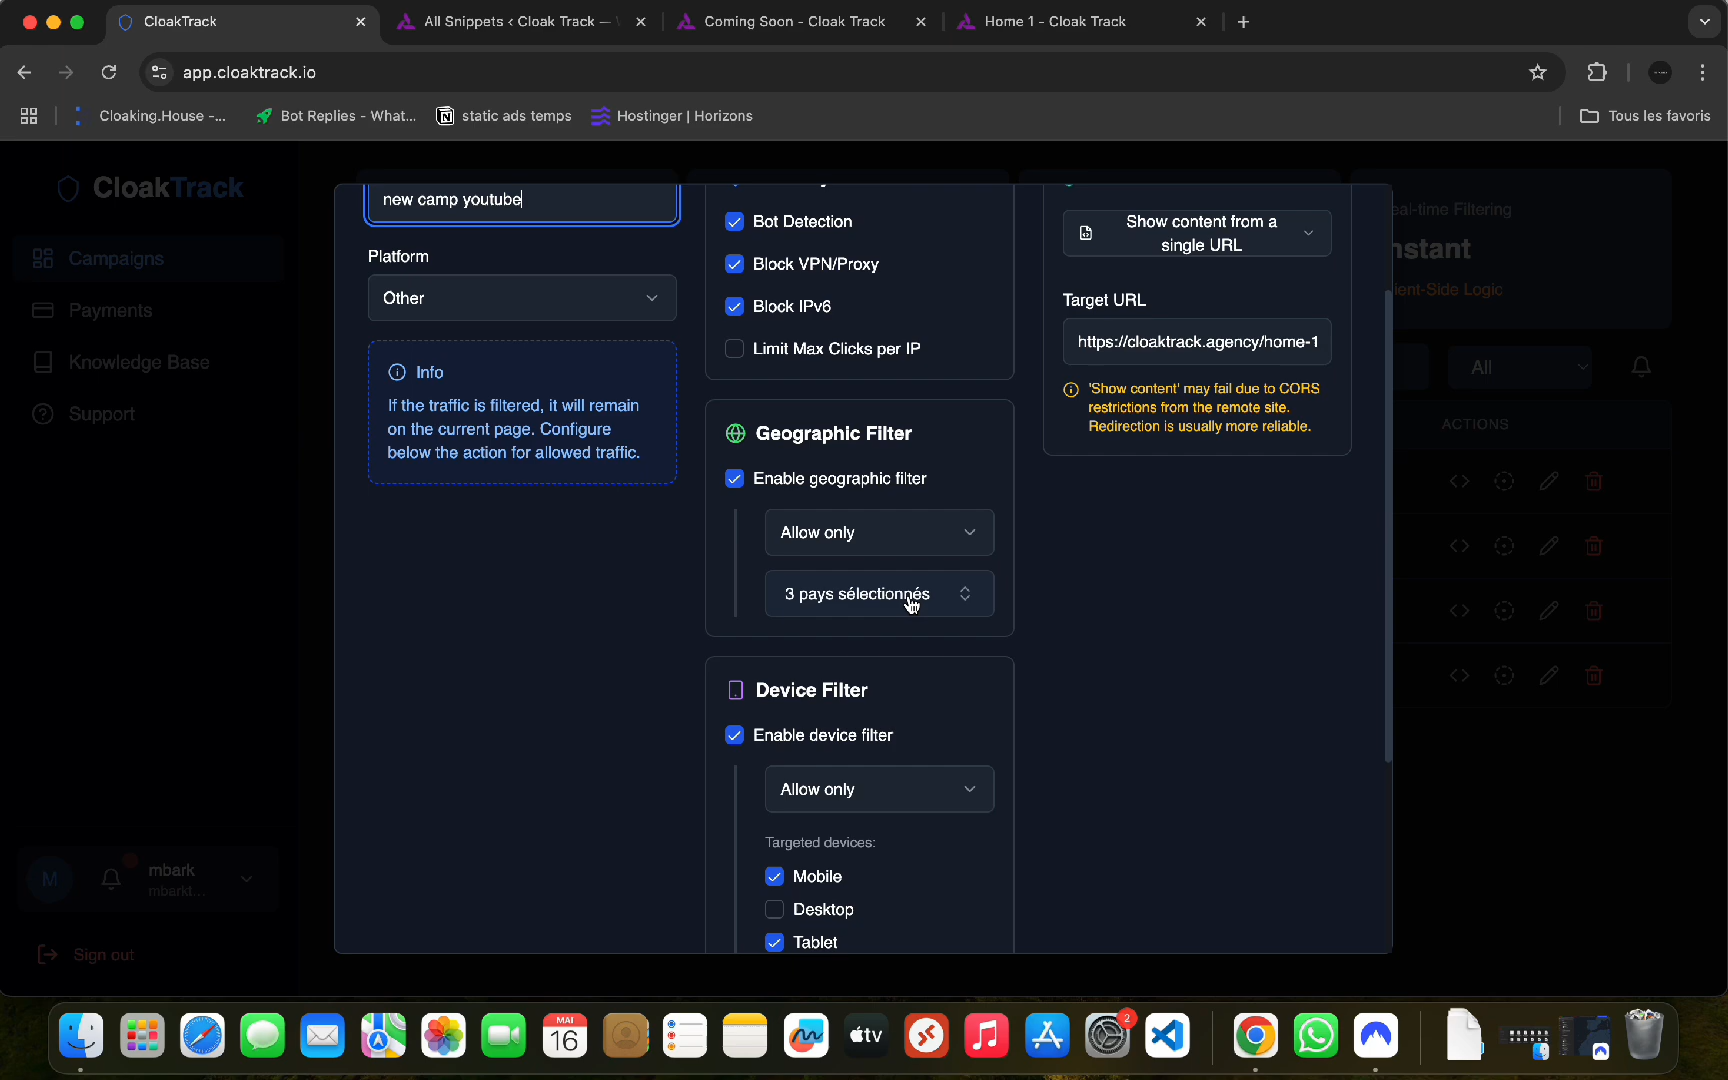 CloakTrack
All Snippets ‹ Cloak Track —
Coming Soon - Cloak Track
Home 1 - Cloak Track
app.cloaktrack.io
Cloaking.House -...
Bot Replies - What...
static ads temps
Hostinger | Horizons
Tous les favoris
CloakTrack
Campaigns
Payments
Knowledge Base
Support
new camp youtube
Platform
Other
Info
If the traffic is filtered, it will remain
on the current page. Configure
below the action for allowed traffic.
Bot Detection
Block VPN/Proxy
Block IPv6
Limit Max Clicks per IP
Geographic Filter
Enable geographic filter
Allow only
3 pays sélectionnés
Device Filter
Enable device filter
Allow only
Targeted devices:
Mobile
Desktop
Tablet
Show content from a
single URL
Target URL
https://cloaktrack.agency/home-1
'Show content' may fail due to CORS
restrictions from the remote site.
Redirection is usually more reliable.
eal-time Filtering
nstant
ient-Side Logic
All
ACTIONS
M
mbark
mbarkt...
Sign out
MAI
16
tv
2